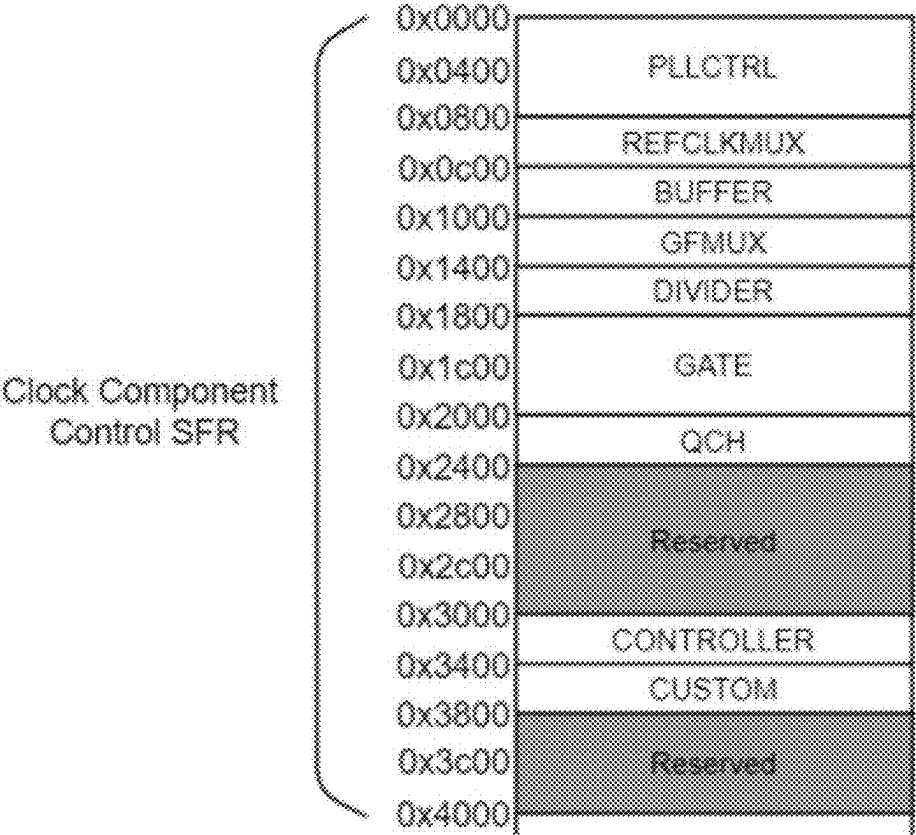 0x0000
PLLCTRL
0x0400
0x0800
REFCLKMUX
0x0c00
BUFFER
0x1000
GFMUX
0x1400
DIVIDER
0x1800
GATE
0x1c00
Clock Component
Control SFR
0x2000
QCH
0x2400
0x2800
Reserved
0x2c00
0x3000
CONTROLLER
0x3400
CUSTOM
0x3800
0x3c00
Reserved
0x4000